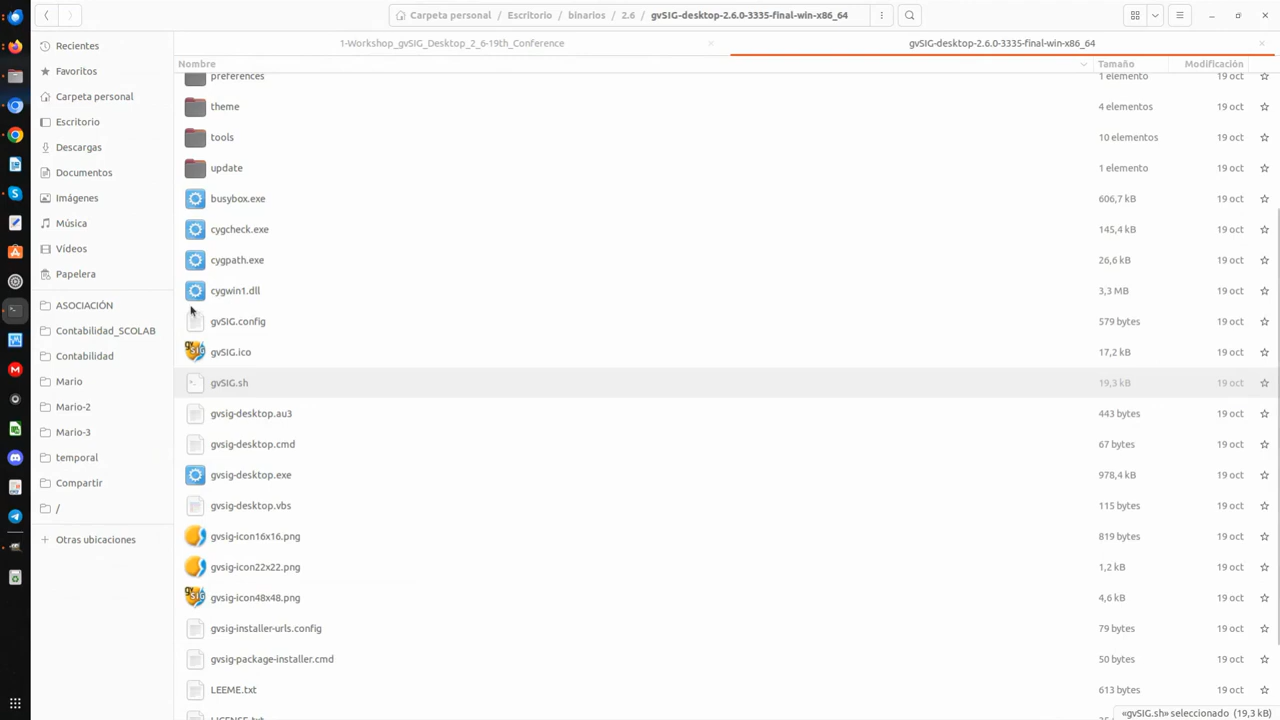 Carpeta personal / Escritorio / binarios / 2.6 / gvSIG-desktop-2.6.0-3335-final-win-x86_64
1-Workshop_gvSIG_Desktop_2_6-19th_Conference
gvSIG-desktop-2.6.0-3335-final-win-x86_64
Nombre Tamaño Modificación
Recientes
Favoritos
Carpeta personal
Escritorio
Descargas
Documentos
Imágenes
Música
Vídeos
Papelera
ASOCIACIÓN
Contabilidad_SCOLAB
Contabilidad
Mario
Mario-2
Mario-3
temporal
Compartir
/
Otras ubicaciones
preferences 1 elemento 19 oct
theme 4 elementos 19 oct
tools 10 elementos 19 oct
update 1 elemento 19 oct
busybox.exe 606,7 kB 19 oct
cygcheck.exe 145,4 kB 19 oct
cygpath.exe 26,6 kB 19 oct
cygwin1.dll 3,3 MB 19 oct
gvSIG.config 579 bytes 19 oct
gvSIG.ico 17,2 kB 19 oct
gvSIG.sh 19,3 kB 19 oct
gvsig-desktop.au3 443 bytes 19 oct
gvsig-desktop.cmd 67 bytes 19 oct
gvsig-desktop.exe 978,4 kB 19 oct
gvsig-desktop.vbs 115 bytes 19 oct
gvsig-icon16x16.png 819 bytes 19 oct
gvsig-icon22x22.png 1,2 kB 19 oct
gvsig-icon48x48.png 4,6 kB 19 oct
gvsig-installer-urls.config 79 bytes 19 oct
gvsig-package-installer.cmd 50 bytes 19 oct
LEEME.txt 613 bytes 19 oct
LICENSE.txt
«gvSIG.sh» seleccionado (19,3 kB)